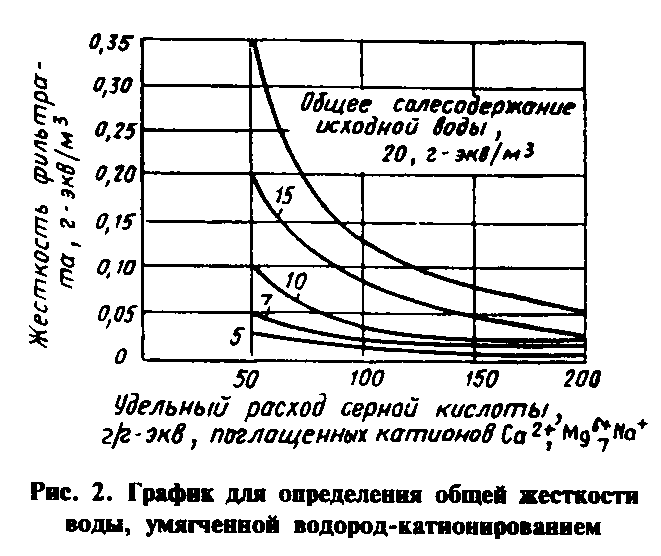 Жесткость фильтра-
та, г-экв/м³
0,35
0,30
0,25
0,20
0,15
0,10
0,05
0
Общее солесодержание
исходной воды,
20, г-экв/м³
15
10
7
5
50
100
150
200
Удельный расход серной кислоты,
г/г-экв, поглощенных катионов Ca²⁺, Mg
Na⁺
Рис. 2. График для определения общей жесткости
воды, умягченной водород-катионированием